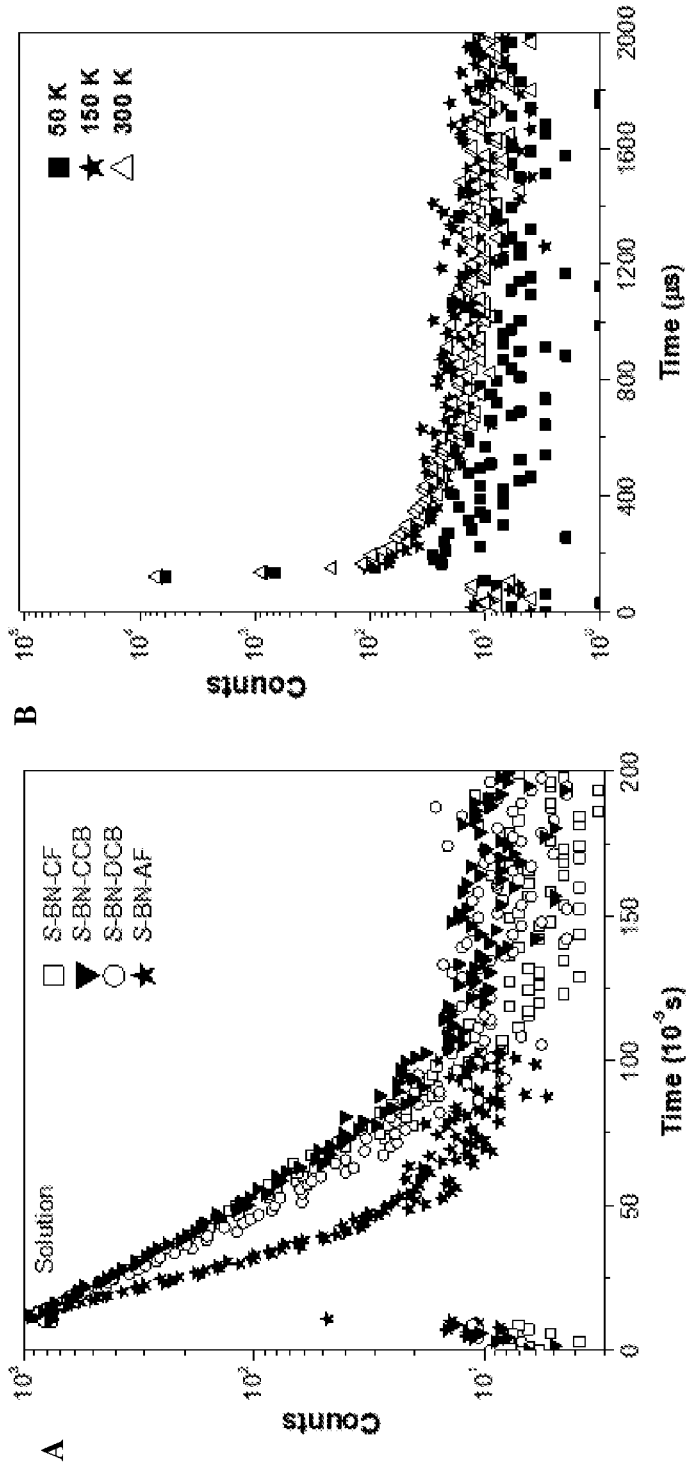 A
Counts
10³
10²
10¹
Solution
S-BN-CF
S-BN-CCB
S-BN-DCB
S-BN-AF
0 50 100 150 200
Time (10⁻⁹ s)
B
Counts
10⁵
10⁴
10³
10²
10¹
10⁰
50 K
150 K
300 K
0 400 800 1200 1600 2000
Time (µs)